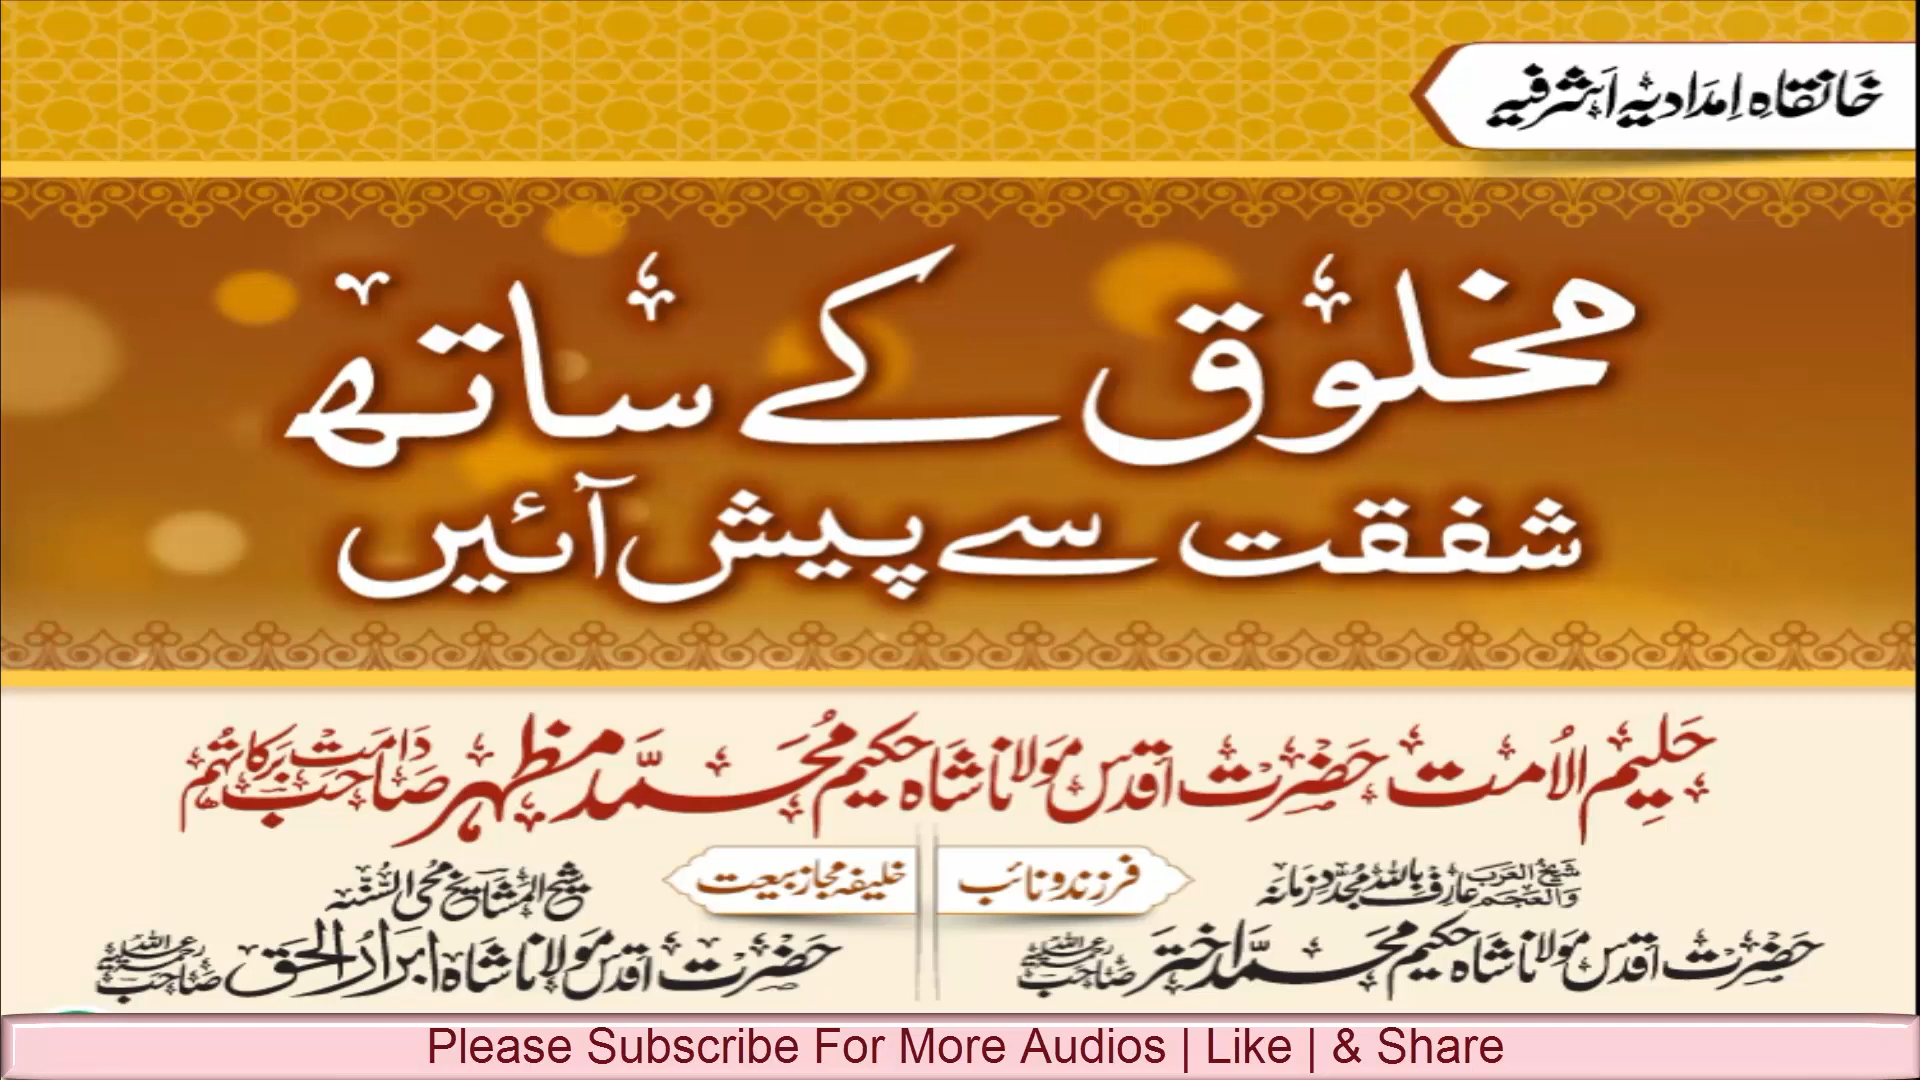 خانقاہ امدادیہ اشرفیہ
مخلوق کے ساتھ
شفقت سے پیش آئیں
حلیم الامت حضرت اقدس مولانا شاہ حکیم محمد مظہر صاحب دامت برکاتہم
فرزند و نائب
شیخ العرب والعجم عارف باللہ مجدد زمانہ
حضرت اقدس مولانا شاہ حکیم محمد اختر صاحب رحمۃ اللہ علیہ
خلیفہ مجاز بیعت
شیخ المشایخ محی السنہ
حضرت اقدس مولانا شاہ ابرار الحق صاحب رحمۃ اللہ علیہ
Please Subscribe For More Audios | Like | & Share